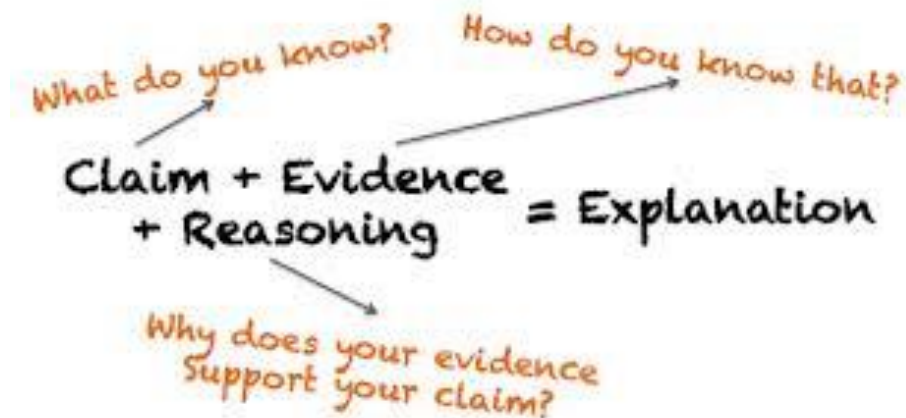 What do you know?
How do you know that?
Claim + Evidence
+ Reasoning
= Explanation
Why does your evidence
Support your claim?